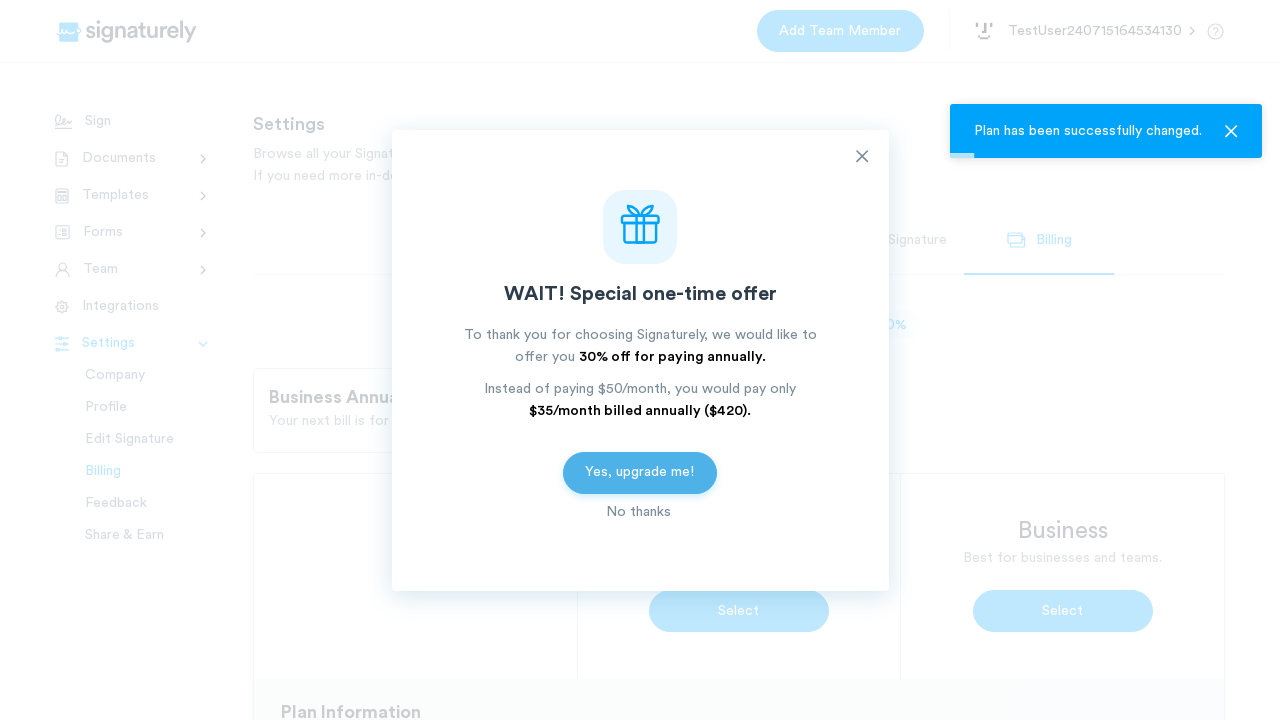 signaturely
Add Team Member
TestUser240715164534130
Sign
Documents
Templates
Forms
Team
Integrations
Settings
Company
Profile
Edit Signature
Billing
Feedback
Share & Earn
Settings
Browse all your Signat
If you need more in-de
Signature
Billing
0%
Business Annua
Your next bill is for
Plan has been successfully changed.
WAIT! Special one-time offer
To thank you for choosing Signaturely, we would like to
offer you 30% off for paying annually.
Instead of paying $50/month, you would pay only
$35/month billed annually ($420).
Yes, upgrade me!
No thanks
Select
Business
Best for businesses and teams.
Select
Plan Information